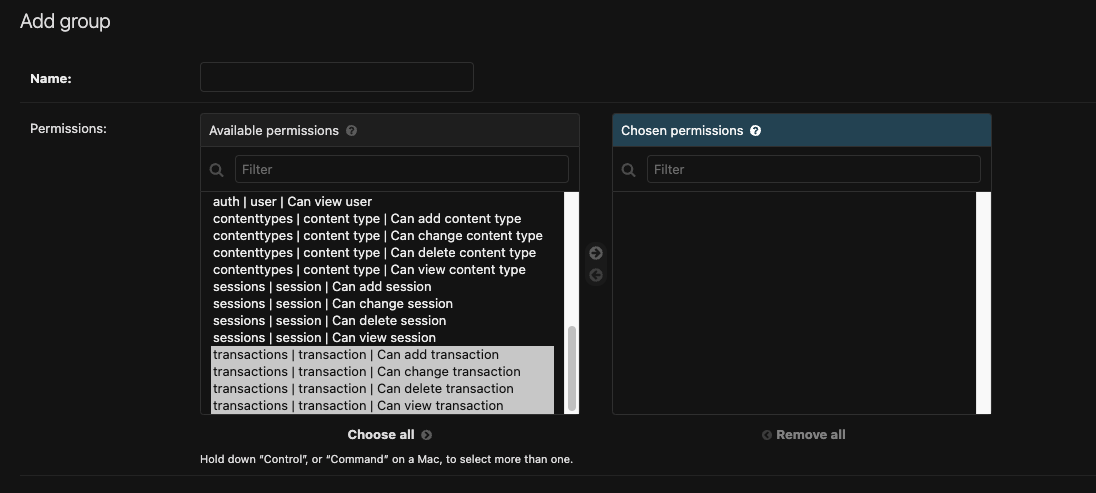 Add group
Name:
Permissions:
Available permissions ?
Filter
auth | user | Can view user
contenttypes | content type | Can add content type
contenttypes | content type | Can change content type
contenttypes | content type | Can delete content type
contenttypes | content type | Can view content type
sessions | session | Can add session
sessions | session | Can change session
sessions | session | Can delete session
sessions | session | Can view session
transactions | transaction | Can add transaction
transactions | transaction | Can change transaction
transactions | transaction | Can delete transaction
transactions | transaction | Can view transaction
Choose all
Chosen permissions ?
Filter
Remove all
Hold down “Control”, or “Command” on a Mac, to select more than one.